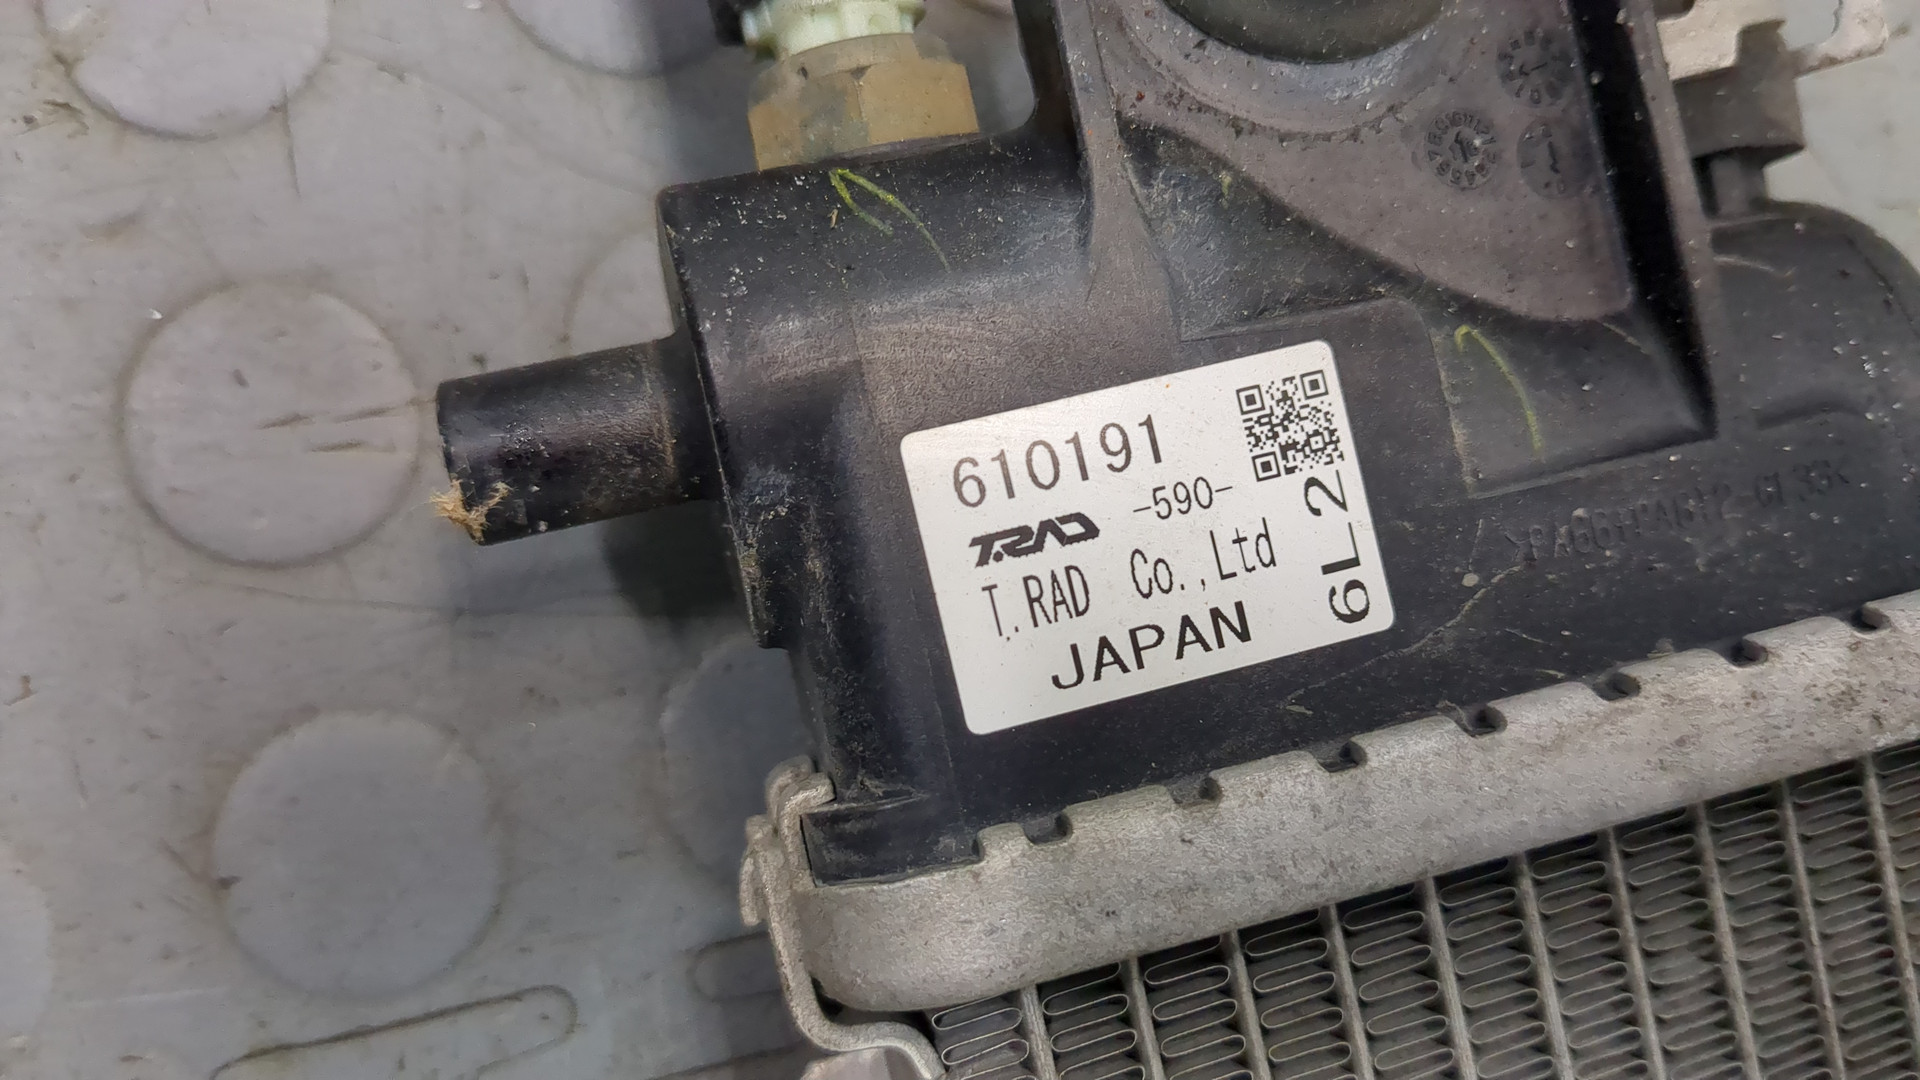 610191
-590-
T.RAD
T.RAD Co.,Ltd
JAPAN
6L2